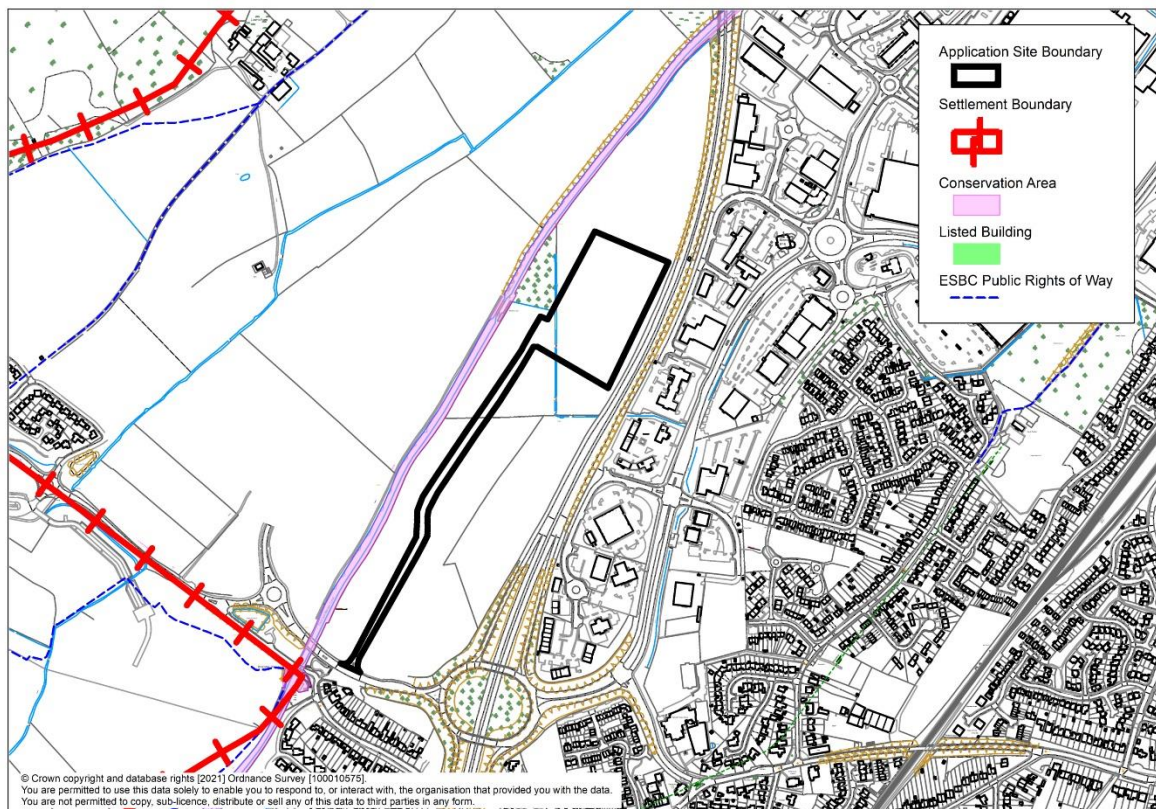 Application Site Boundary
Settlement Boundary
Conservation Area
Listed Building
ESBC Public Rights of Way
© Crown copyright and database rights [2021] Ordnance Survey [100010575].
You are permitted to use this data solely to enable you to respond to, or interact with, the organisation that provided you with the data.
You are not permitted to copy, sub-licence, distribute or sell any of this data to third parties in any form.